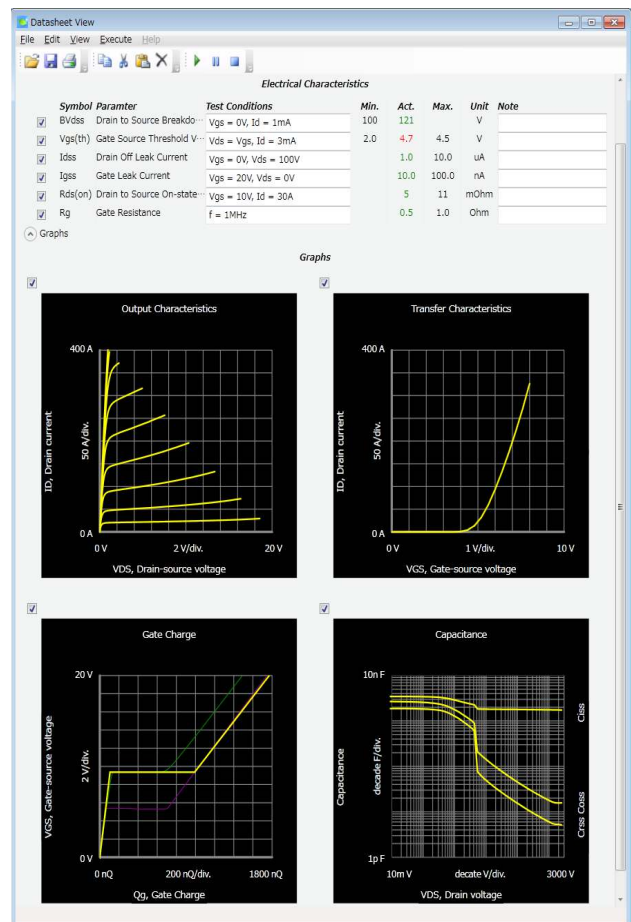 Datasheet View
File Edit View Execute Help
Electrical Characteristics
Symbol Paramter Test Conditions Min. Act. Max. Unit Note
BVdss Drain to Source Breakdo··· Vgs = 0V, Id = 1mA 100 121 V
Vgs(th) Gate Source Threshold V··· Vds = Vgs, Id = 3mA 2.0 4.7 4.5 V
Idss Drain Off Leak Current Vgs = 0V, Vds = 100V 1.0 10.0 uA
Igss Gate Leak Current Vgs = 20V, Vds = 0V 10.0 100.0 nA
Rds(on) Drain to Source On-state··· Vgs = 10V, Id = 30A 5 11 mOhm
Rg Gate Resistance f = 1MHz 0.5 1.0 Ohm
Graphs
Graphs
Output Characteristics
400 A
ID, Drain current
50 A/div.
0 A
0 V 2 V/div. 20 V
VDS, Drain-source voltage
Transfer Characteristics
400 A
ID, Drain current
50 A/div.
0 A
0 V 1 V/div. 10 V
VGS, Gate-source voltage
Gate Charge
20 V
VGS, Gate-source voltage
2 V/div.
0 V
0 nQ 200 nQ/div. 1800 nQ
Qg, Gate Charge
Capacitance
10n F
Capacitance
decade F/div.
Ciss
Crss Coss
1p F
10m V decate V/div. 3000 V
VDS, Drain voltage